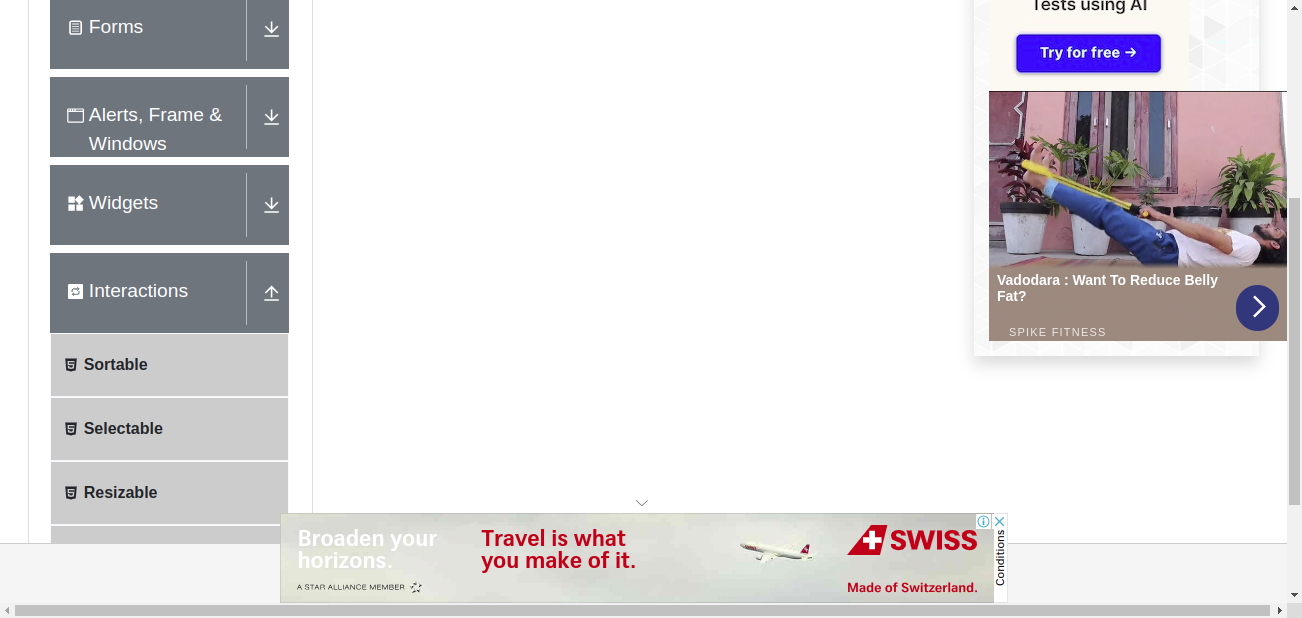 Forms
Alerts, Frame &
Windows
Widgets
Interactions
Sortable
Selectable
Resizable
Tests using AI
Try for free →
Vadodara : Want To Reduce Belly
Fat?
SPIKE FITNESS
Broaden your
horizons.
A STAR ALLIANCE MEMBER
Travel is what
you make of it.
SWISS
Made of Switzerland.
Conditions